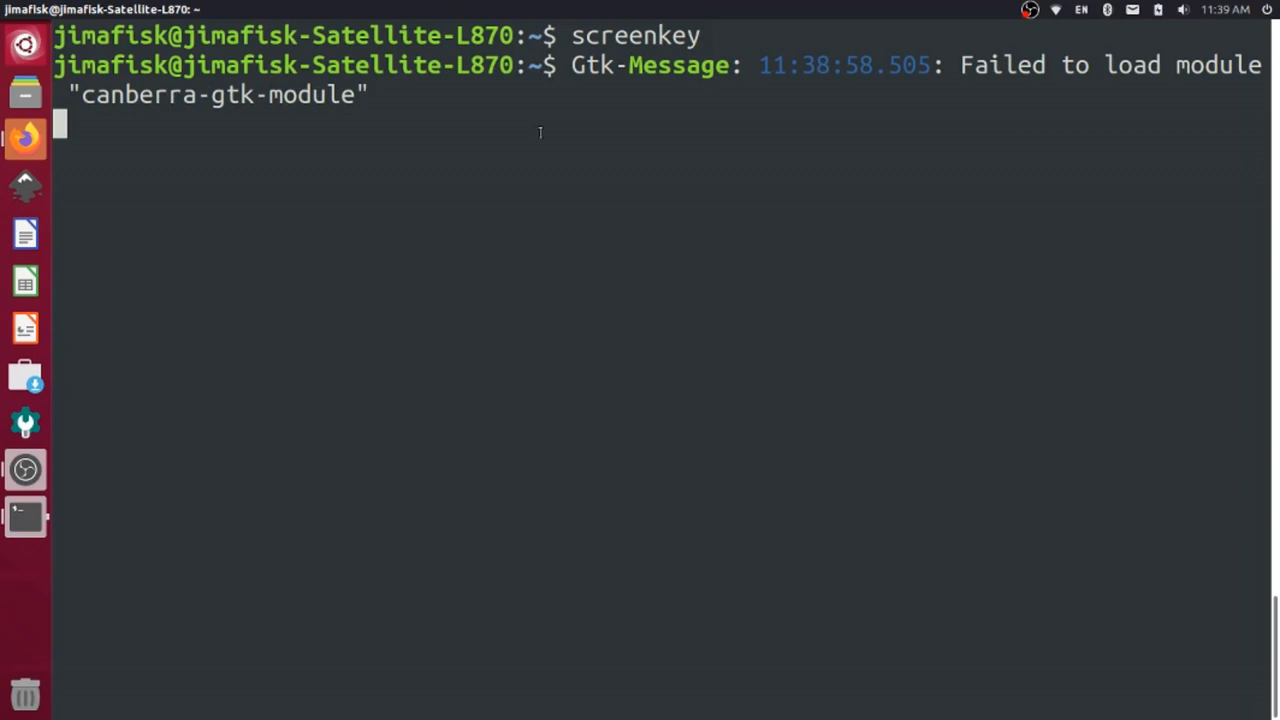 jimafisk@jimafisk-Satellite-L870: ~
EN
11:39 AM
jimafisk@jimafisk-Satellite-L870:~$ screenkey
jimafisk@jimafisk-Satellite-L870:~$ Gtk-Message: 11:38:58.505: Failed to load module
"canberra-gtk-module"